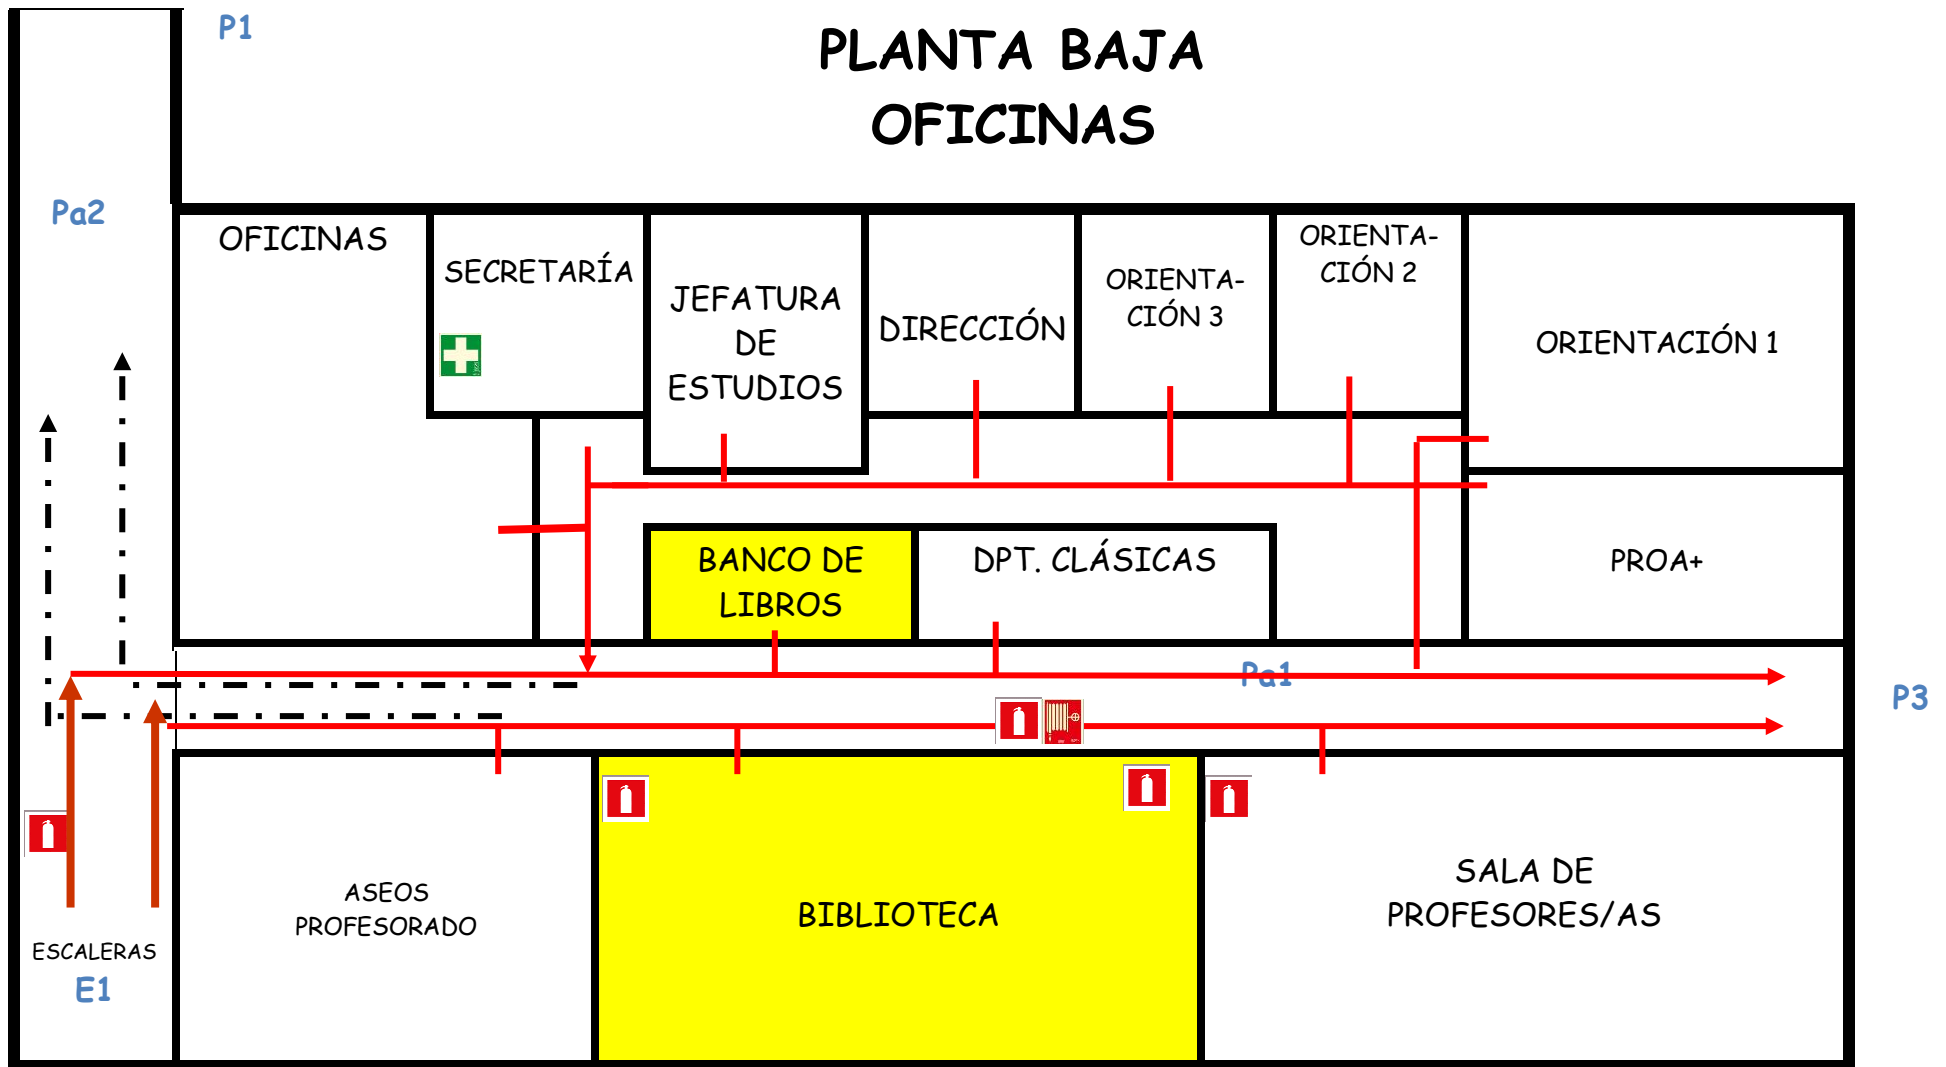 P1
PLANTA BAJA
OFICINAS
Pa2
OFICINAS
SECRETARÍA
JEFATURA
DE
ESTUDIOS
DIRECCIÓN
ORIENTA-
CIÓN 3
ORIENTA-
CIÓN 2
ORIENTACIÓN 1
BANCO DE
LIBROS
DPT. CLÁSICAS
PROA+
Pa1
P3
ASEOS
PROFESORADO
BIBLIOTECA
SALA DE
PROFESORES/AS
ESCALERAS
E1